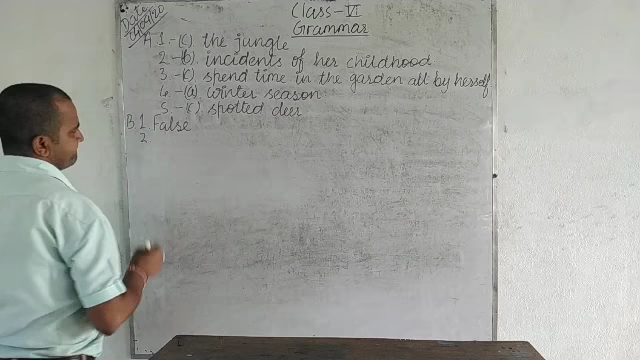 Date
Class-VI
Grammar
A.1-(c) the jungle
2-(b) incidents of her childhood
3-(c) spend time in the garden all by herself
4-(a) winter season
5-(c) spotted deer
B.1 False
2